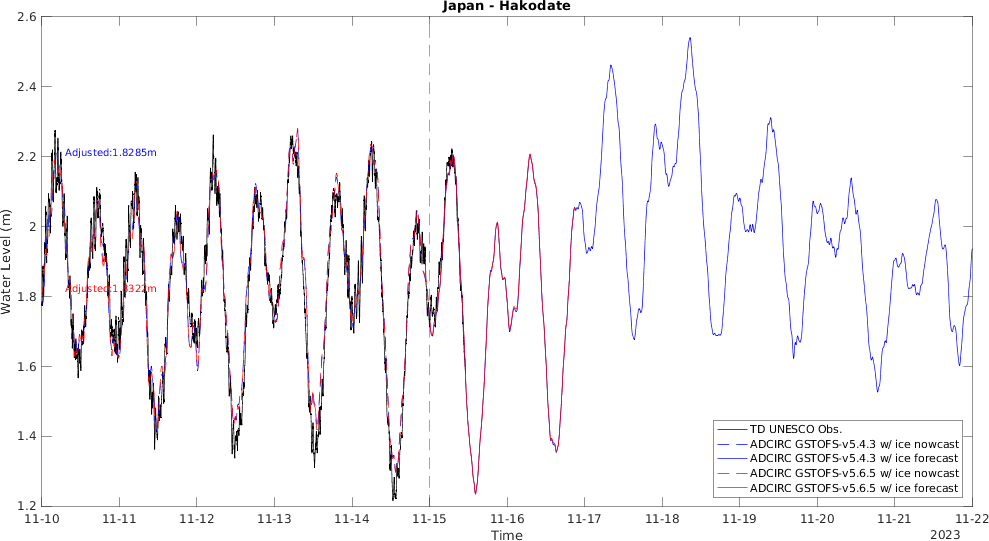 Japan - Hakodate
2.6
2.4
2.2
2
1.8
1.6
1.4
1.2
Water Level (m)
Adjusted:1.8285m
Adjusted:1.8322m
TD UNESCO Obs.
ADCIRC GSTOFS-v5.4.3 w/ ice nowcast
ADCIRC GSTOFS-v5.4.3 w/ ice forecast
ADCIRC GSTOFS-v5.6.5 w/ ice nowcast
ADCIRC GSTOFS-v5.6.5 w/ ice forecast
11-10 11-11 11-12 11-13 11-14 11-15 11-16 11-17 11-18 11-19 11-20 11-21 11-22
Time
2023